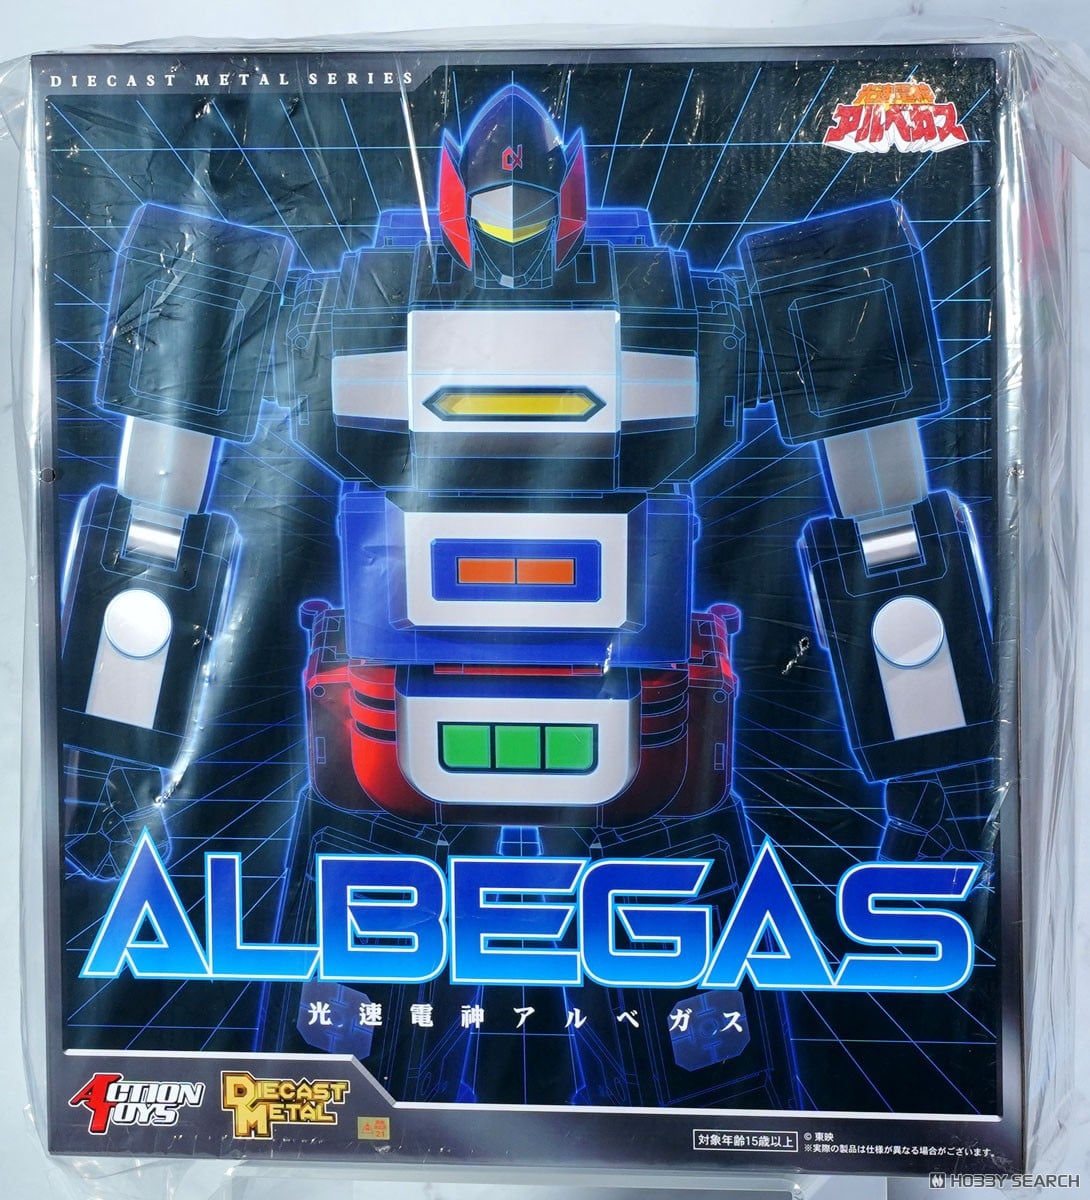 DIECAST METAL SERIES
光速電神
アルベガス
α
ALBEGAS
光速電神アルベガス
ACTION
TOYS
DIECAST
METAL
対象年齢15歳以上
© 東映
※実際の製品は仕様が異なる場合がございます。
HOBBY SEARCH